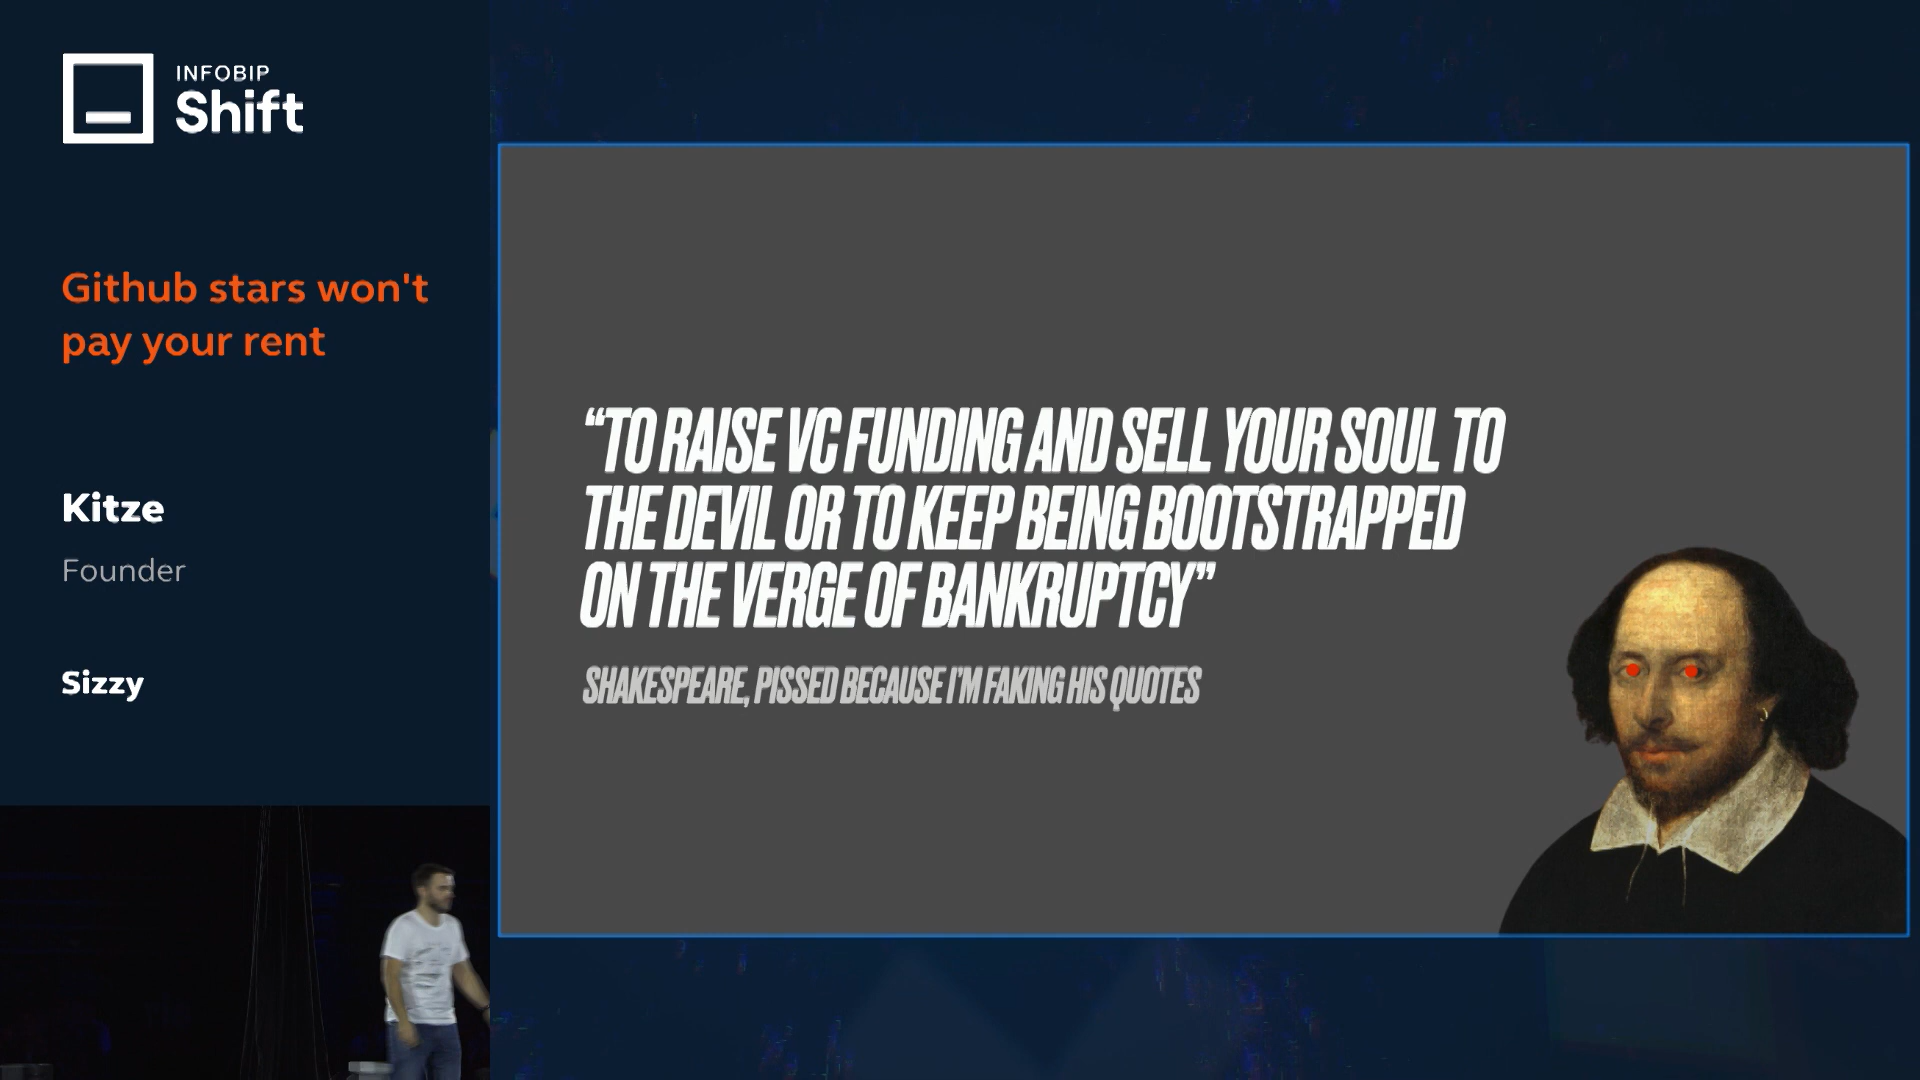 INFOBIP
Shift
Github stars won't
pay your rent
Kitze
Founder
Sizzy
“TO RAISE VC FUNDING AND SELL YOUR SOUL TO
THE DEVIL OR TO KEEP BEING BOOTSTRAPPED
ON THE VERGE OF BANKRUPTCY”
SHAKESPEARE, PISSED BECAUSE I'M FAKING HIS QUOTES